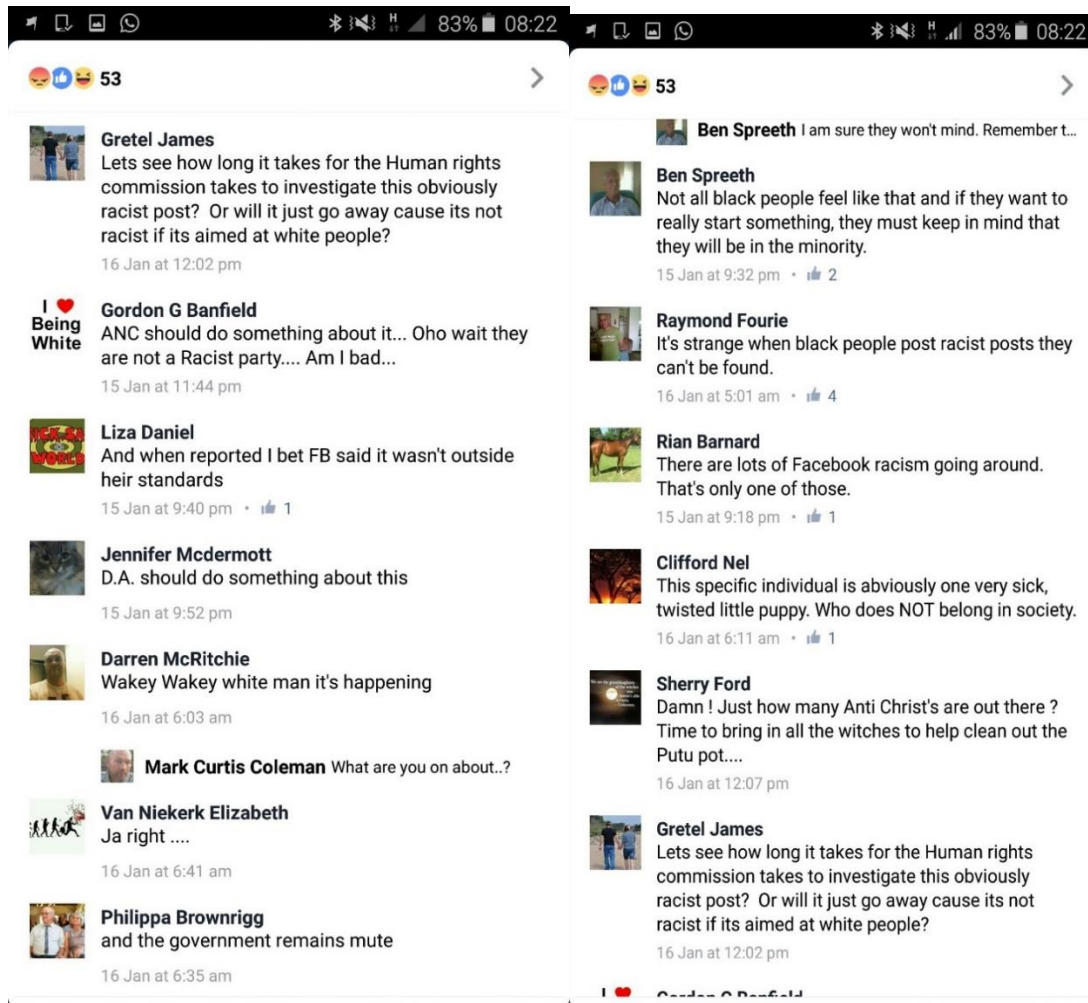 83% 08:22
53
Gretel James
Lets see how long it takes for the Human rights
commission takes to investigate this obviously
racist post? Or will it just go away cause its not
racist if its aimed at white people?
16 Jan at 12:02 pm
I ❤
Being
White
Gordon G Banfield
ANC should do something about it... Oho wait they
are not a Racist party.... Am I bad...
15 Jan at 11:44 pm
Liza Daniel
And when reported I bet FB said it wasn't outside
heir standards
15 Jan at 9:40 pm • 1
Jennifer Mcdermott
D.A. should do something about this
15 Jan at 9:52 pm
Darren McRitchie
Wakey Wakey white man it's happening
16 Jan at 6:03 am
Mark Curtis Coleman What are you on about..?
Van Niekerk Elizabeth
Ja right ....
16 Jan at 6:41 am
Philippa Brownrigg
and the government remains mute
16 Jan at 6:35 am
H 83% 08:22
53
Ben Spreeth I am sure they won't mind. Remember t...
Ben Spreeth
Not all black people feel like that and if they want to
really start something, they must keep in mind that
they will be in the minority.
15 Jan at 9:32 pm • 2
Raymond Fourie
It's strange when black people post racist posts they
can't be found.
16 Jan at 5:01 am • 4
Rian Barnard
There are lots of Facebook racism going around.
That's only one of those.
15 Jan at 9:18 pm • 1
Clifford Nel
This specific individual is abviously one very sick,
twisted little puppy. Who does NOT belong in society.
16 Jan at 6:11 am • 1
Sherry Ford
Damn ! Just how many Anti Christ's are out there ?
Time to bring in all the witches to help clean out the
Putu pot....
16 Jan at 12:07 pm
Gretel James
Lets see how long it takes for the Human rights
commission takes to investigate this obviously
racist post? Or will it just go away cause its not
racist if its aimed at white people?
16 Jan at 12:02 pm
I ❤
Gordon G Banfield